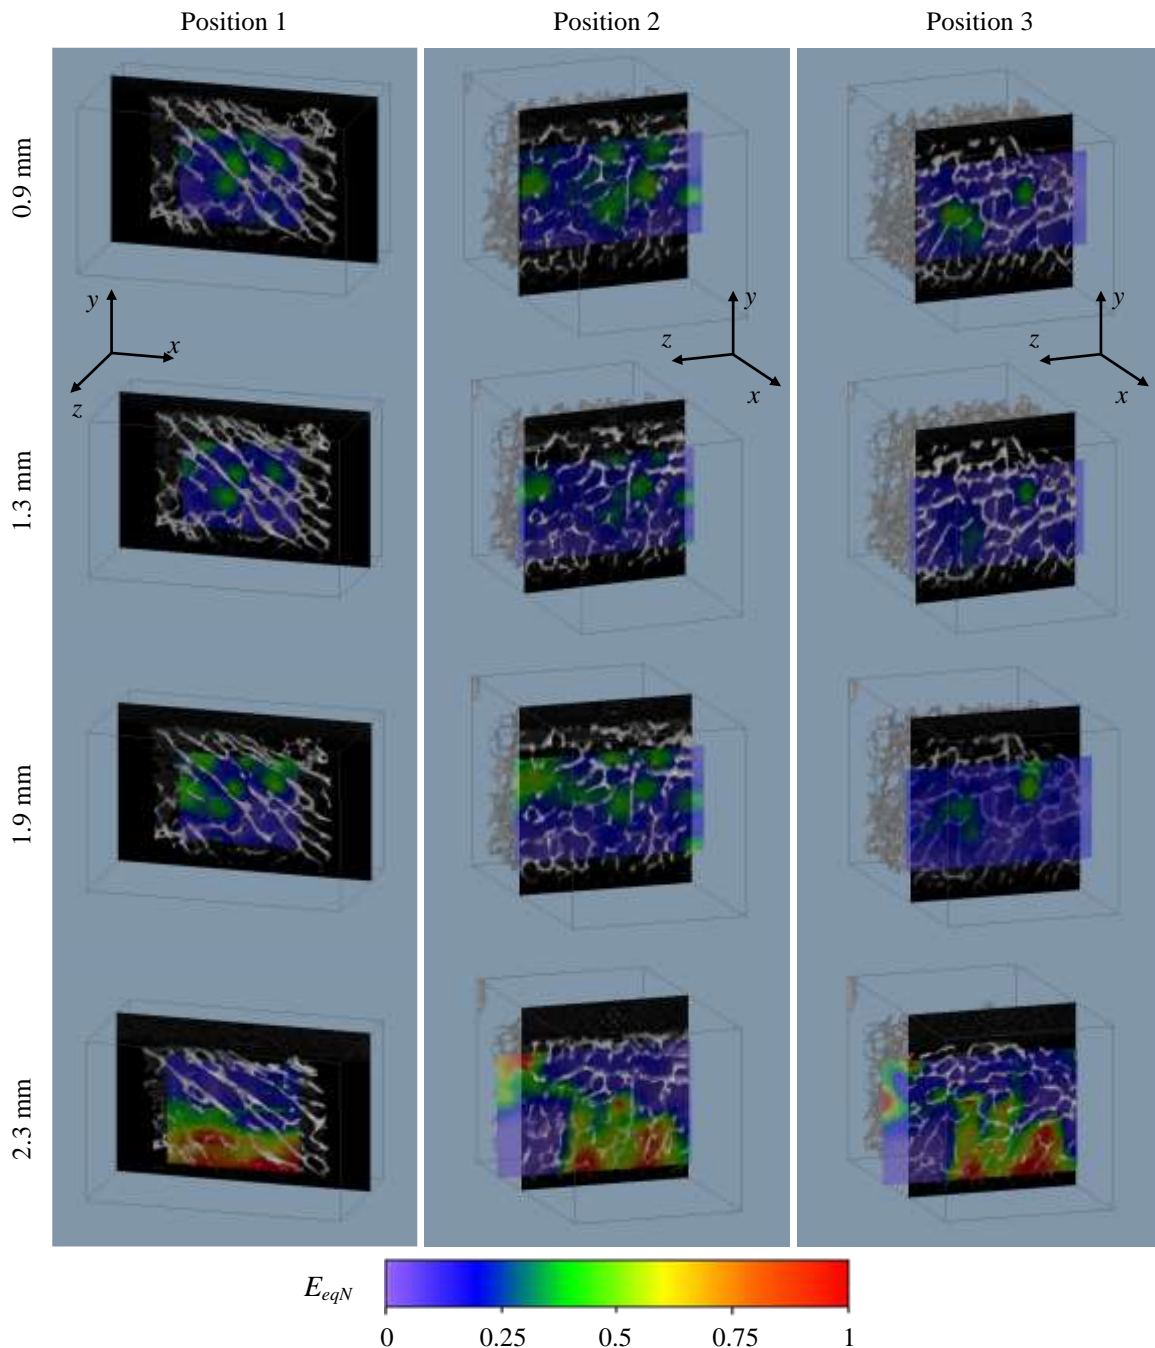 Position 1 Position 2 Position 3
0.9 mm
y x z
z y x
z y x
1.3 mm
1.9 mm
2.3 mm
EeqN
0 0.25 0.5 0.75 1